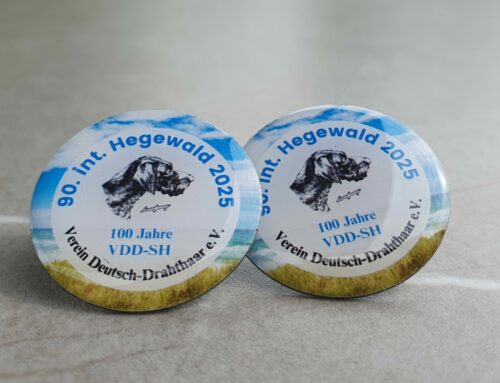 90. int. Hegewald 2025
100 Jahre
VDD-SH
Verein Deutsch-Drahthaar e.V.
90. int. Hegewald 2025
100 Jahre
VDD-SH
Verein Deutsch-Drahthaar e.V.